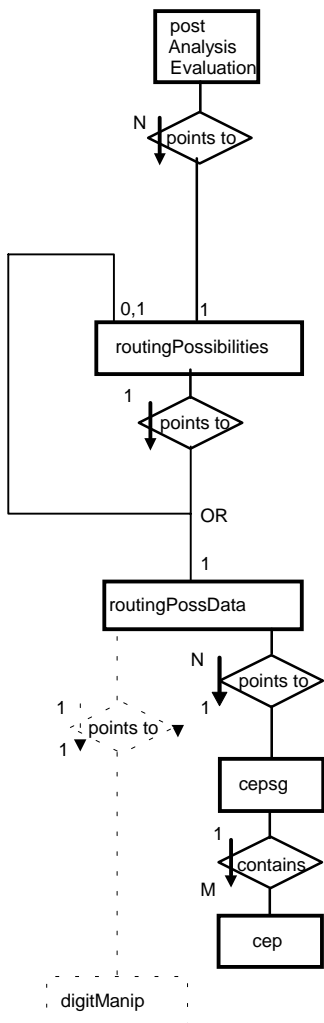 post
Analysis
Evaluation
N
points to
0,1
1
routingPossibilities
1
points to
OR
1
routingPossData
N
points to
1
1
points to
1
cepsg
1
contains
M
cep
digitManip